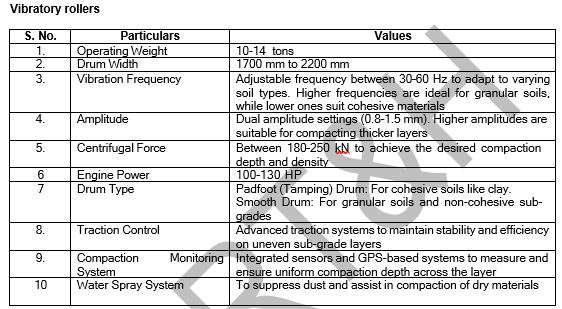 Vibratory rollers
S. No. Particulars Values
1. Operating Weight 10-14 tons
2. Drum Width 1700 mm to 2200 mm
3. Vibration Frequency Adjustable frequency between 30-60 Hz to adapt to varying
soil types. Higher frequencies are ideal for granular soils,
while lower ones suit cohesive materials
4. Amplitude Dual amplitude settings (0.8-1.5 mm). Higher amplitudes are
suitable for compacting thicker layers
5. Centrifugal Force Between 180-250 kN to achieve the desired compaction
depth and density
6 Engine Power 100-130 HP
7 Drum Type Padfoot (Tamping) Drum: For cohesive soils like clay.
Smooth Drum: For granular soils and non-cohesive sub-
grades
8. Traction Control Advanced traction systems to maintain stability and efficiency
on uneven sub-grade layers
9. Compaction Monitoring Integrated sensors and GPS-based systems to measure and
System ensure uniform compaction depth across the layer
10 Water Spray System To suppress dust and assist in compaction of dry materials
RT&H